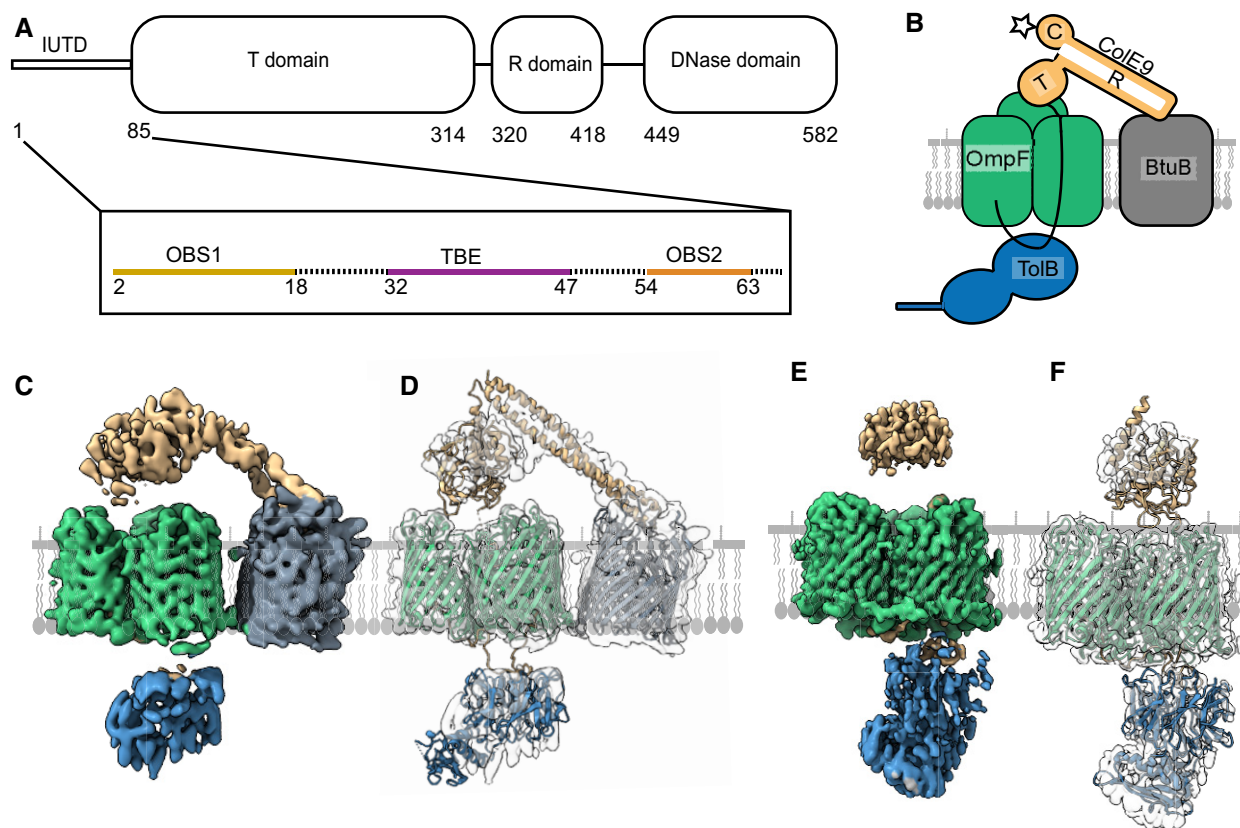 A
IUTD
T domain
R domain
DNase domain
1
85
314
320
418
449
582
OBS1
TBE
OBS2
2
18
32
47
54
63
B
C
ColE9
R
T
OmpF
BtuB
TolB
C
D
E
F